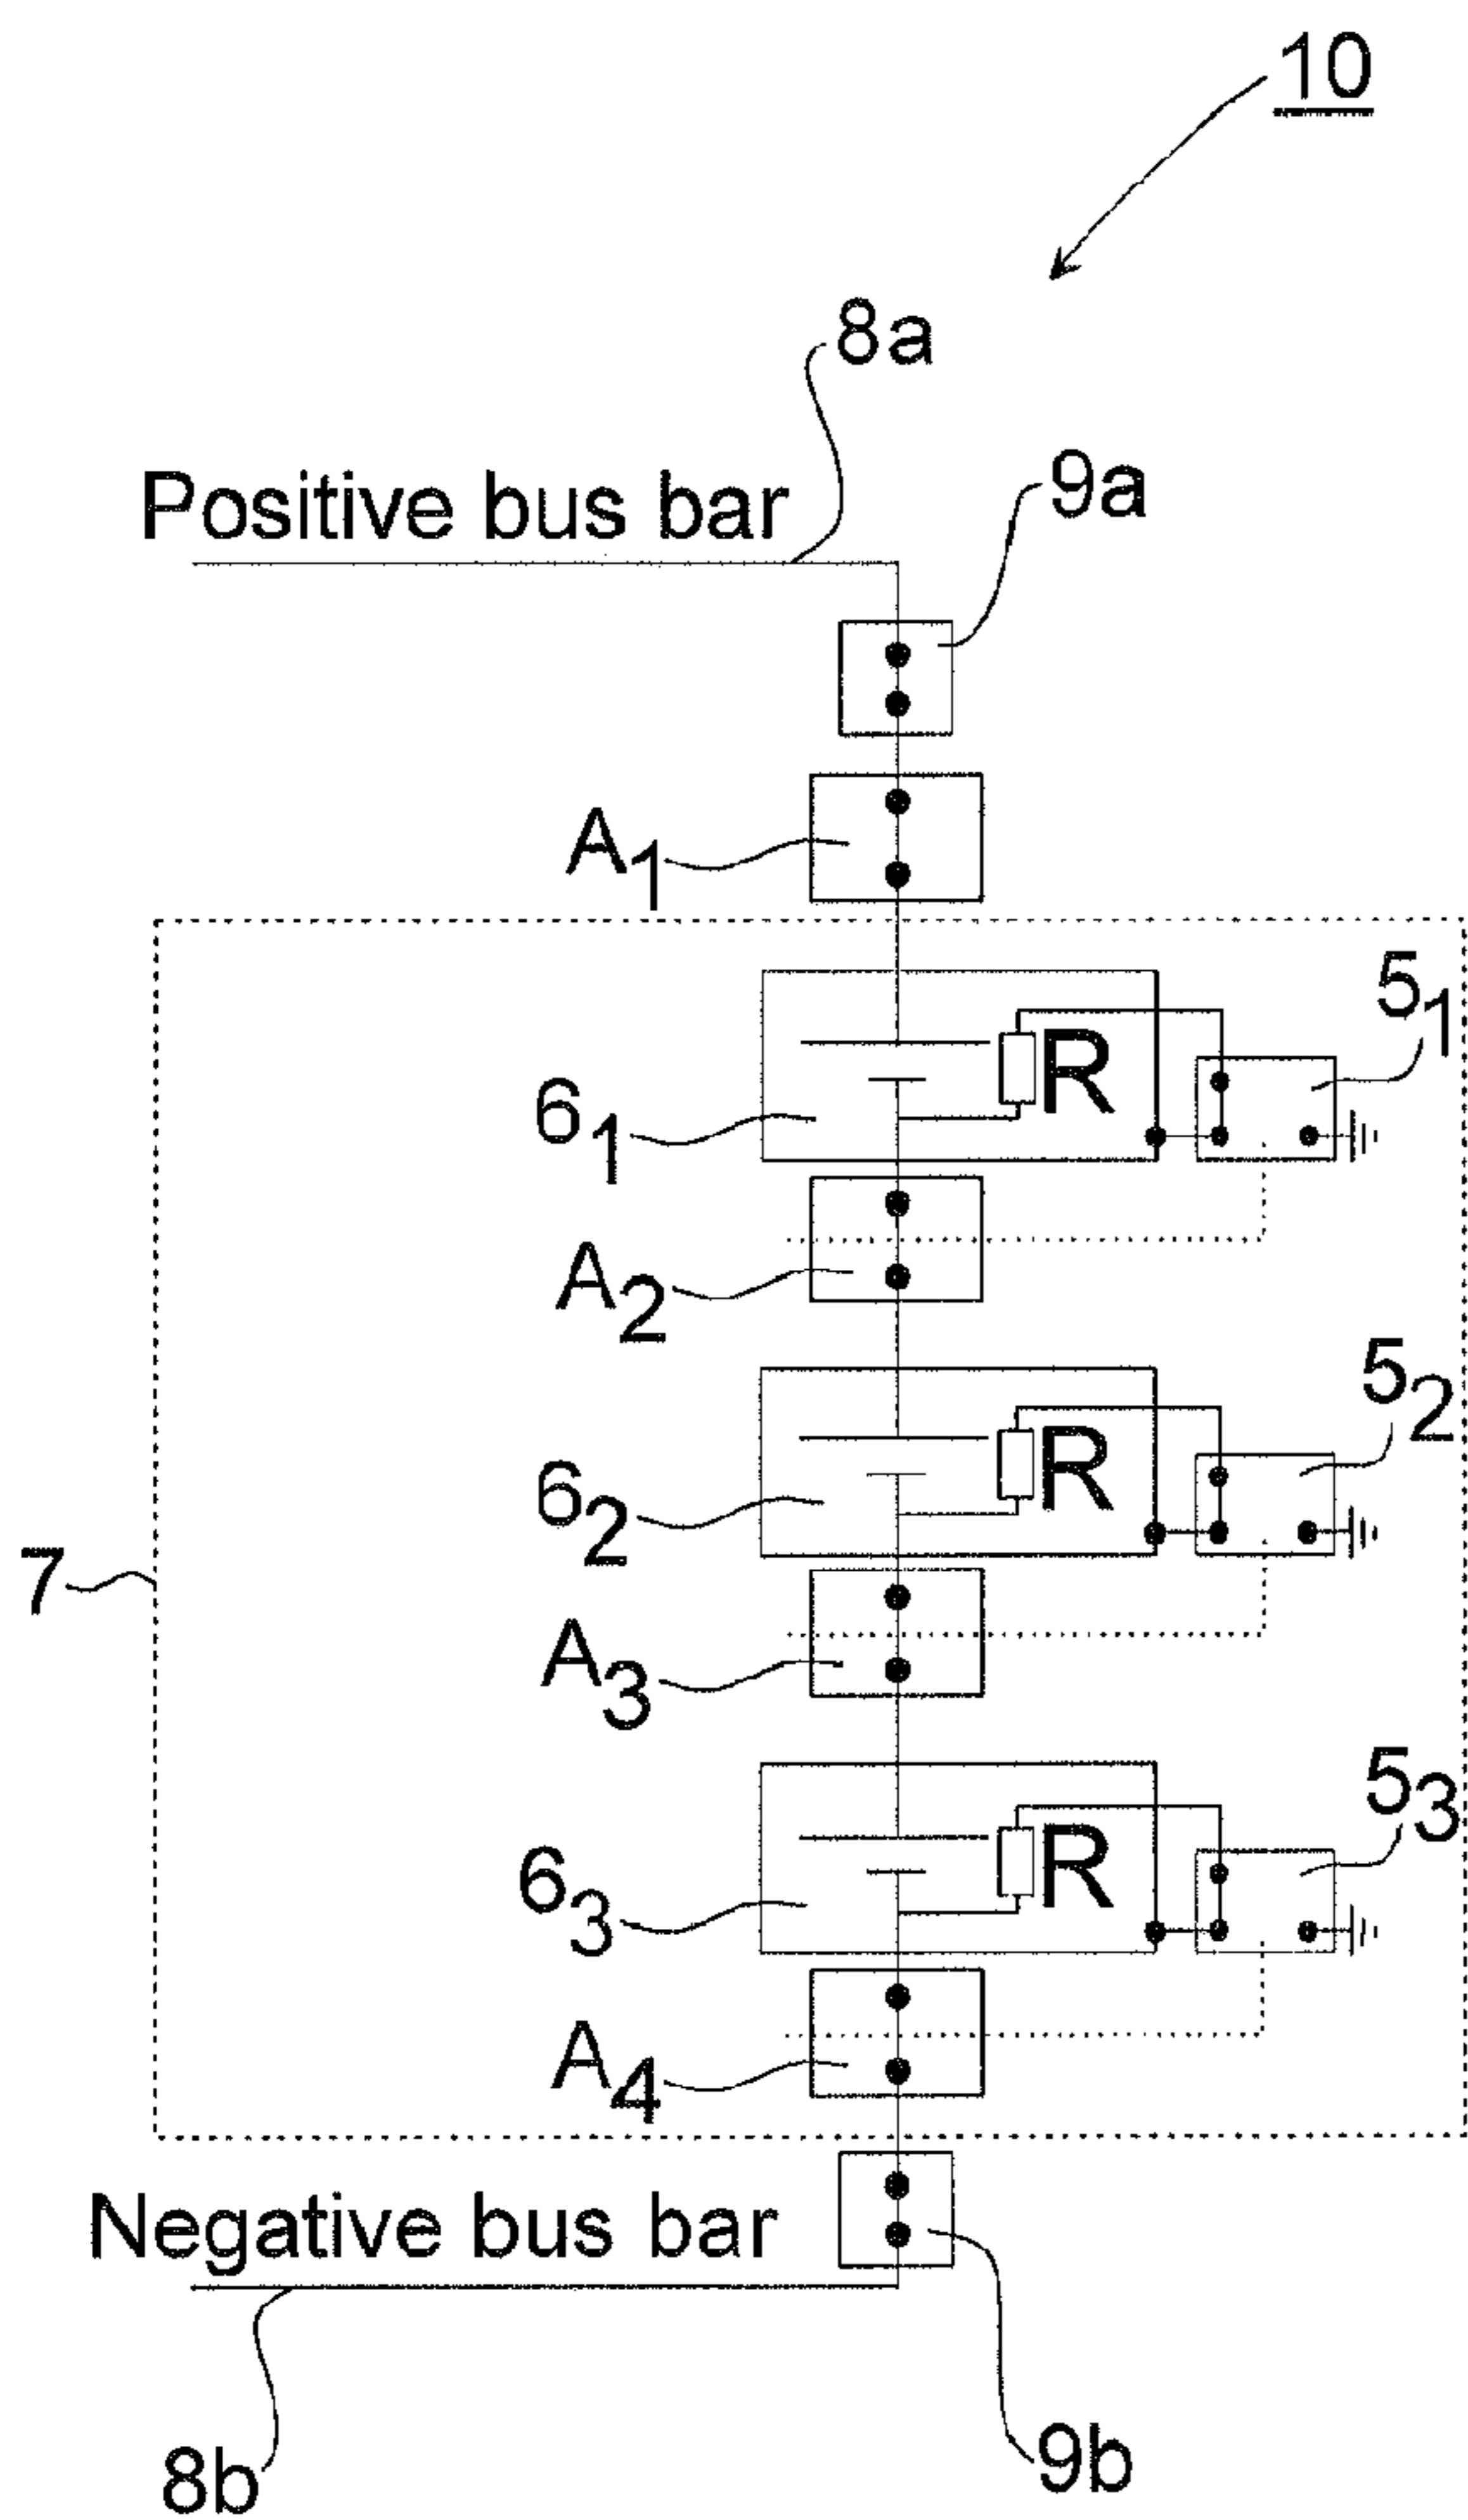 10
8a
Positive bus bar
9a
A1
51
R
61
A2
52
R
62
7
A3
53
R
63
A4
Negative bus bar
8b
9b